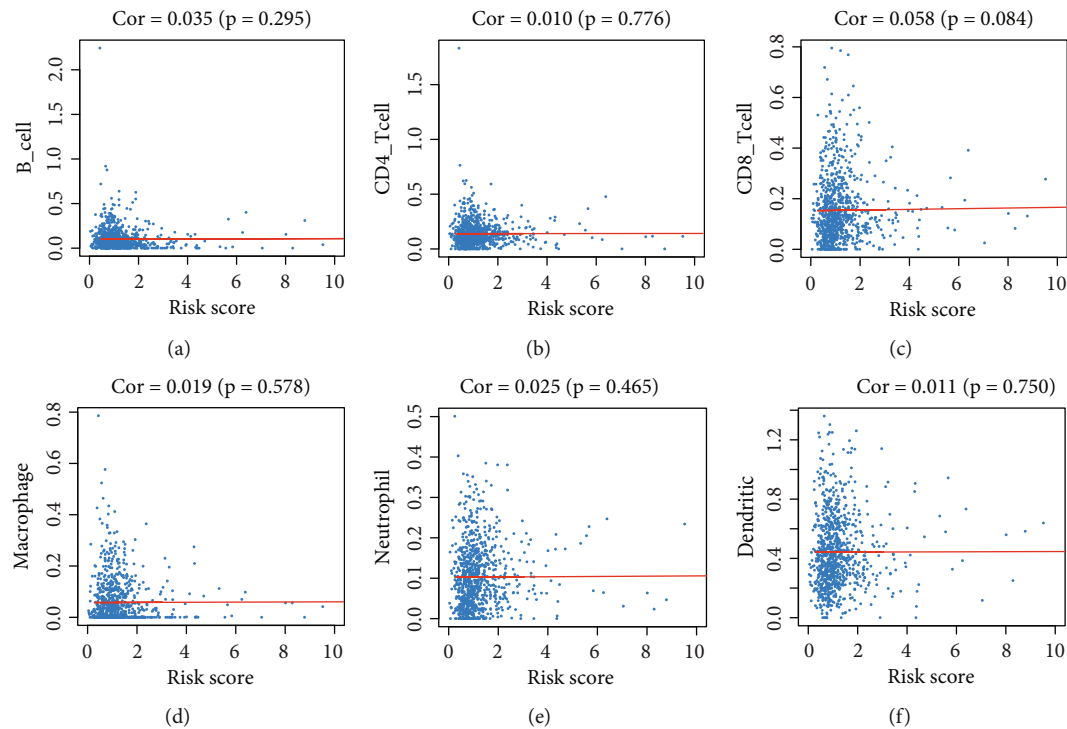 Cor = 0.035 (p = 0.295)
B_cell
0.0 0.5 1.0 1.5 2.0
0 2 4 6 8 10
Risk score
(a)
Cor = 0.010 (p = 0.776)
CD4_Tcell
0.0 0.5 1.0 1.5
0 2 4 6 8 10
Risk score
(b)
Cor = 0.058 (p = 0.084)
CD8_Tcell
0.0 0.2 0.4 0.6 0.8
0 2 4 6 8 10
Risk score
(c)
Cor = 0.019 (p = 0.578)
Macrophage
0.0 0.2 0.4 0.6 0.8
0 2 4 6 8 10
Risk score
(d)
Cor = 0.025 (p = 0.465)
Neutrophil
0.0 0.1 0.2 0.3 0.4 0.5
0 2 4 6 8 10
Risk score
(e)
Cor = 0.011 (p = 0.750)
Dendritic
0.0 0.4 0.8 1.2
0 2 4 6 8 10
Risk score
(f)